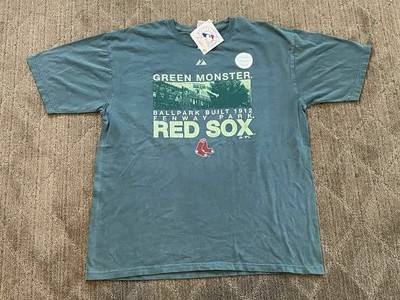 GREEN MONSTER
BALLPARK BUILT 1912
FENWAY PARK
RED SOX